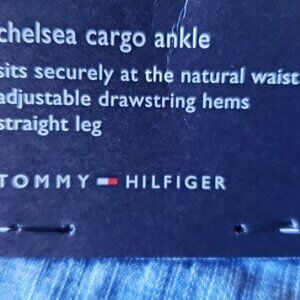 chelsea cargo ankle
sits securely at the natural waist
adjustable drawstring hems
straight leg
TOMMY HILFIGER